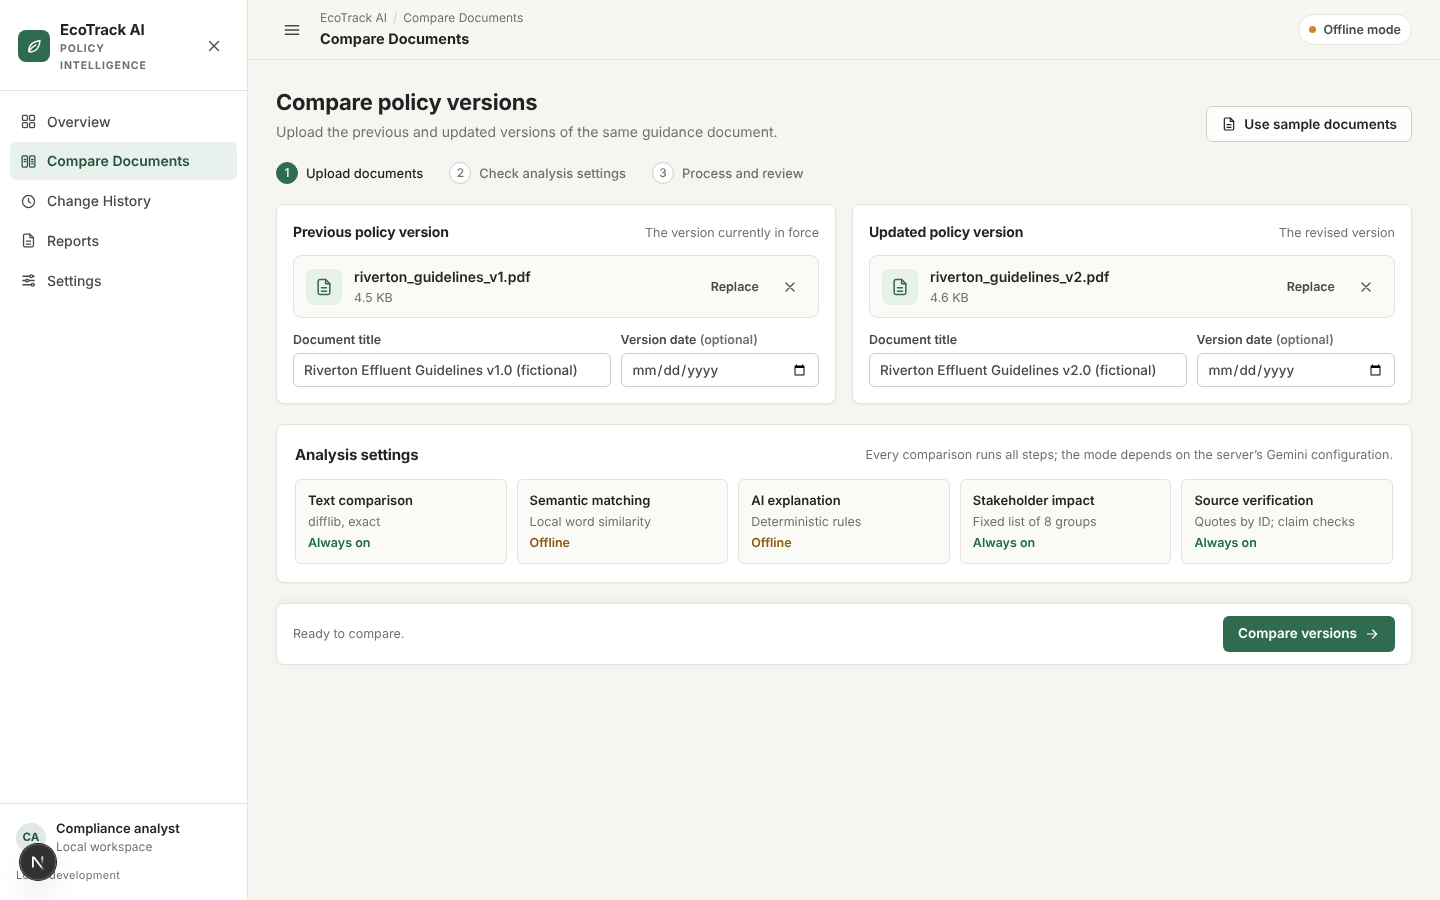 EcoTrack AI
POLICY
INTELLIGENCE
Overview
Compare Documents
Change History
Reports
Settings
CA
Compliance analyst
Local workspace
N
development
EcoTrack AI / Compare Documents
Compare Documents
Offline mode
Compare policy versions
Upload the previous and updated versions of the same guidance document.
Use sample documents
1 Upload documents
2 Check analysis settings
3 Process and review
Previous policy version
The version currently in force
riverton_guidelines_v1.pdf
4.5 KB
Replace
Document title
Version date (optional)
Riverton Effluent Guidelines v1.0 (fictional)
mm/dd/yyyy
Updated policy version
The revised version
riverton_guidelines_v2.pdf
4.6 KB
Replace
Document title
Version date (optional)
Riverton Effluent Guidelines v2.0 (fictional)
mm/dd/yyyy
Analysis settings
Every comparison runs all steps; the mode depends on the server’s Gemini configuration.
Text comparison
difflib, exact
Always on
Semantic matching
Local word similarity
Offline
AI explanation
Deterministic rules
Offline
Stakeholder impact
Fixed list of 8 groups
Always on
Source verification
Quotes by ID; claim checks
Always on
Ready to compare.
Compare versions